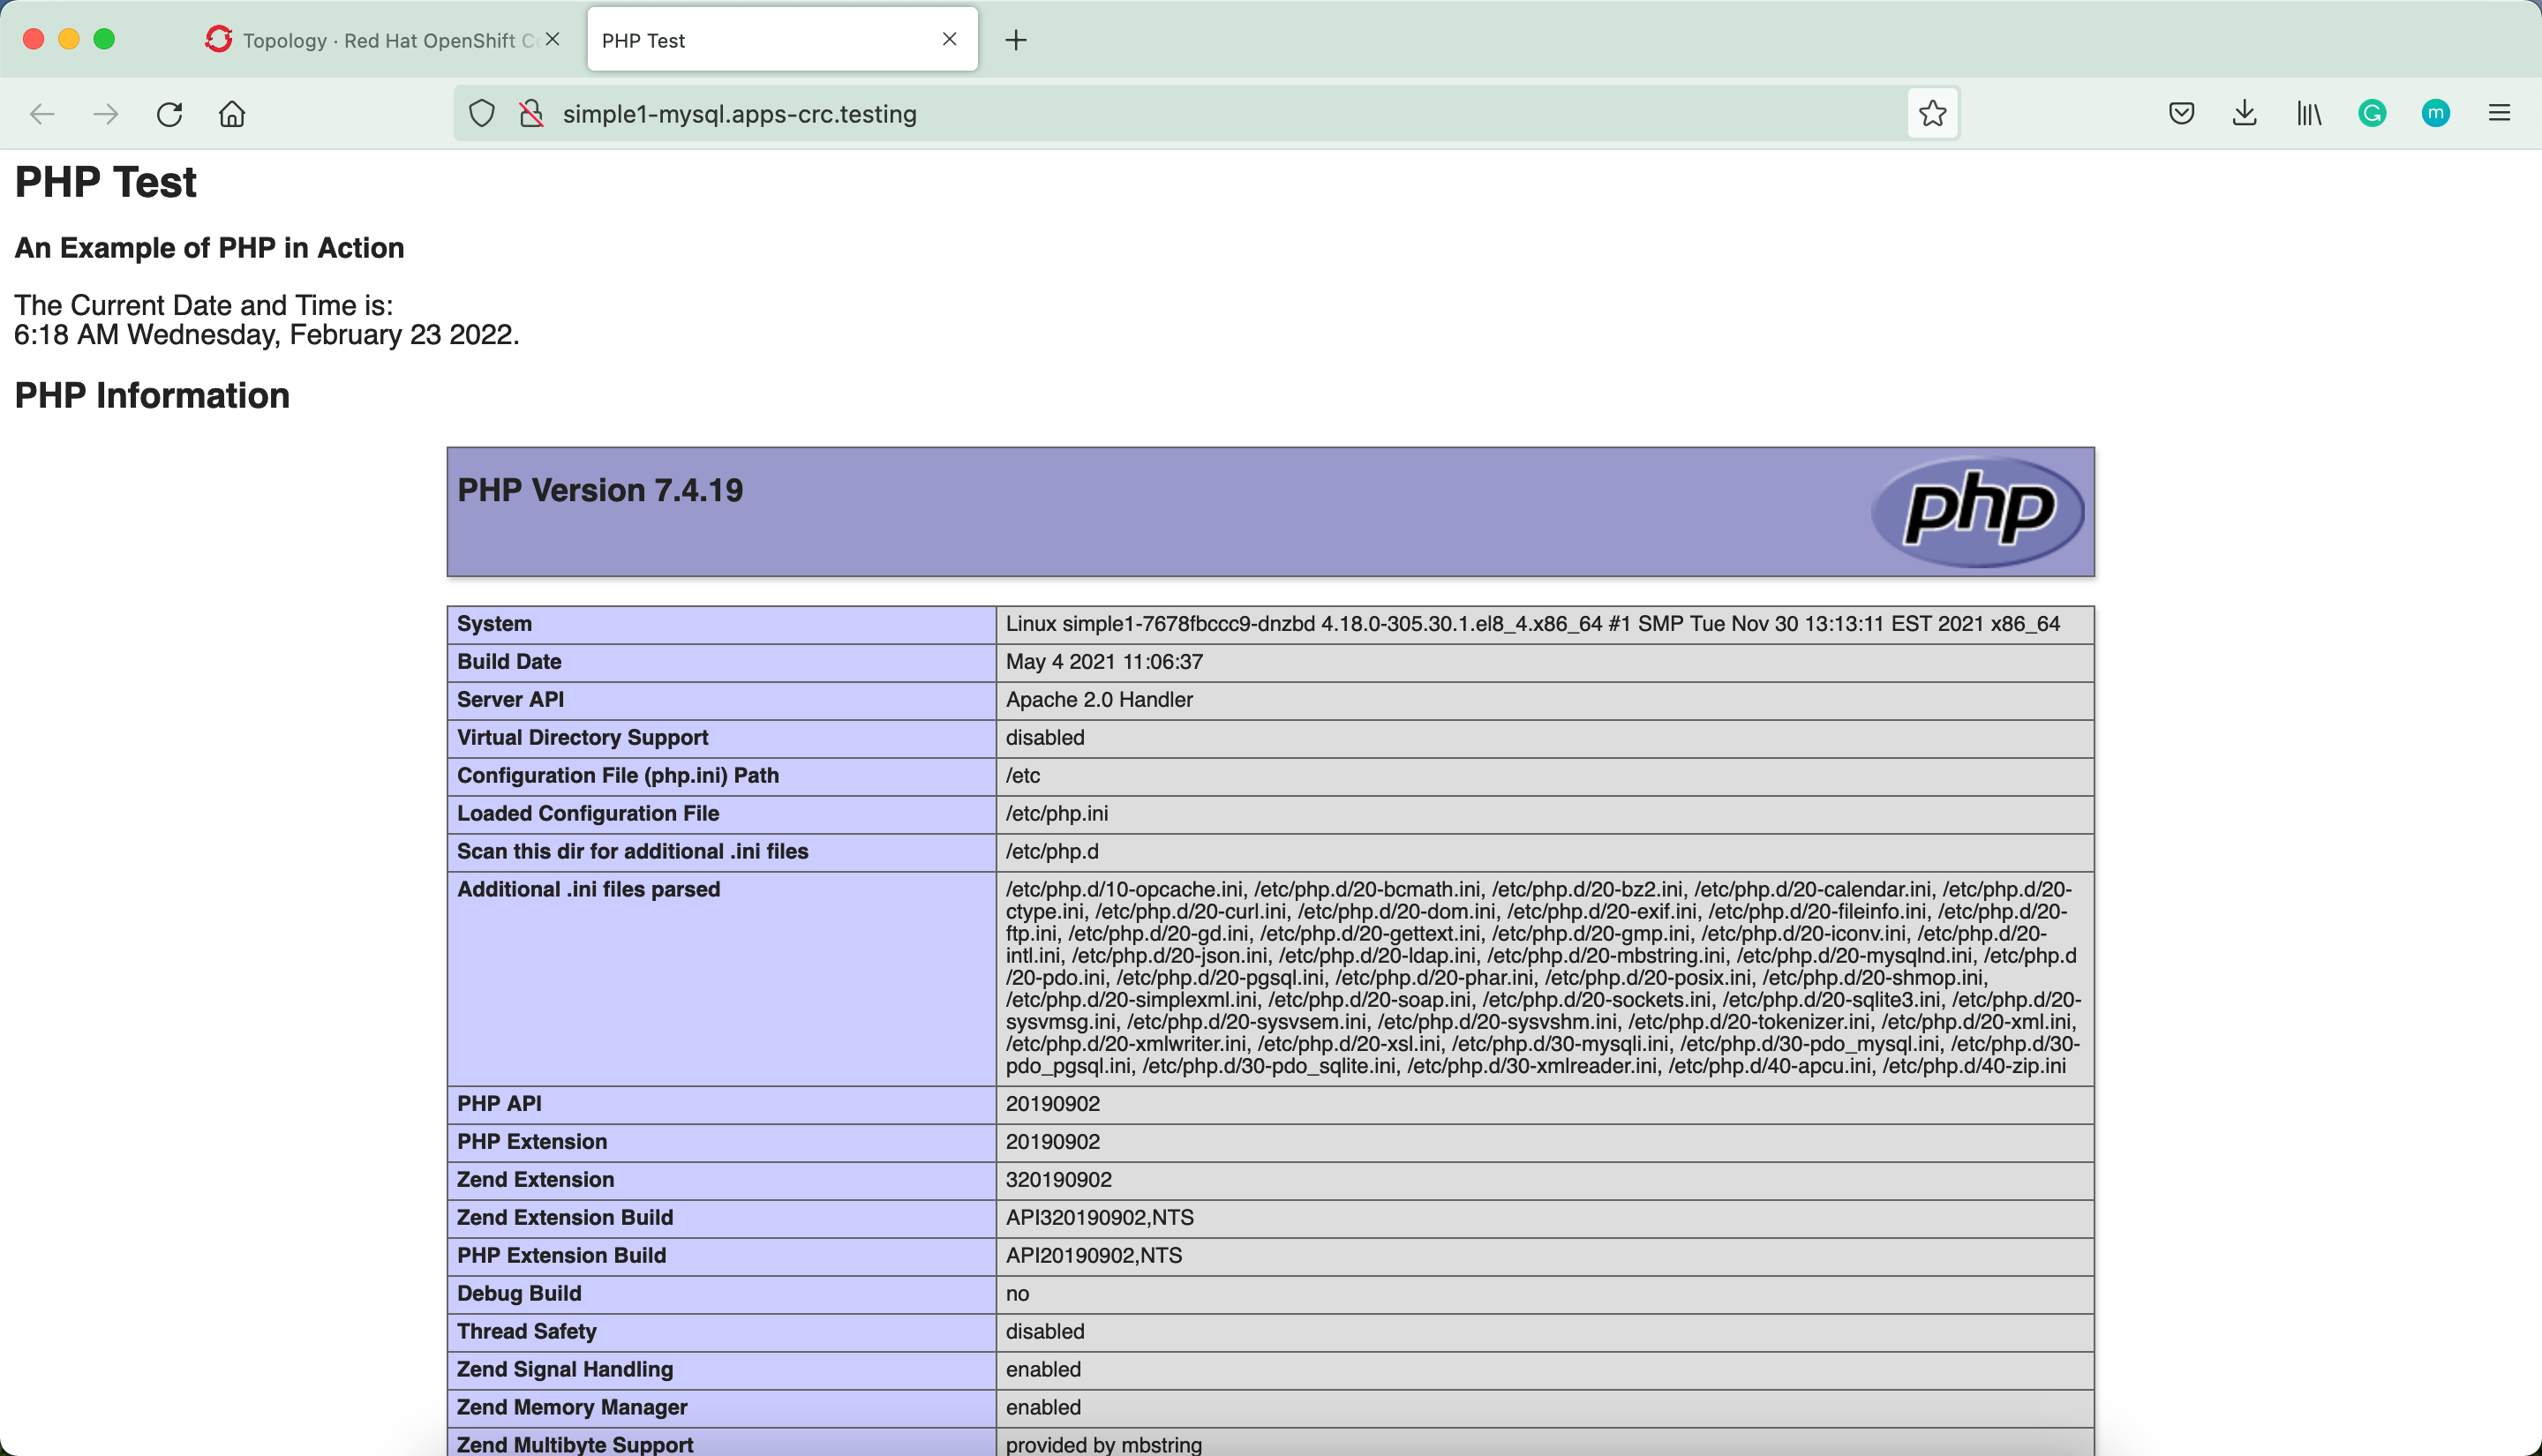 Topology · Red Hat OpenShift C
PHP Test
simple1-mysql.apps-crc.testing
m
PHP Test
An Example of PHP in Action
The Current Date and Time is:
6:18 AM Wednesday, February 23 2022.
PHP Information
PHP Version 7.4.19
php
System Linux simple1-7678fbccc9-dnzbd 4.18.0-305.30.1.el8_4.x86_64 #1 SMP Tue Nov 30 13:13:11 EST 2021 x86_64
Build Date May 4 2021 11:06:37
Server API Apache 2.0 Handler
Virtual Directory Support disabled
Configuration File (php.ini) Path /etc
Loaded Configuration File /etc/php.ini
Scan this dir for additional .ini files /etc/php.d
Additional .ini files parsed /etc/php.d/10-opcache.ini, /etc/php.d/20-bcmath.ini, /etc/php.d/20-bz2.ini, /etc/php.d/20-calendar.ini, /etc/php.d/20-
ctype.ini, /etc/php.d/20-curl.ini, /etc/php.d/20-dom.ini, /etc/php.d/20-exif.ini, /etc/php.d/20-fileinfo.ini, /etc/php.d/20-
ftp.ini, /etc/php.d/20-gd.ini, /etc/php.d/20-gettext.ini, /etc/php.d/20-gmp.ini, /etc/php.d/20-iconv.ini, /etc/php.d/20-
intl.ini, /etc/php.d/20-json.ini, /etc/php.d/20-ldap.ini, /etc/php.d/20-mbstring.ini, /etc/php.d/20-mysqlnd.ini, /etc/php.d
/20-pdo.ini, /etc/php.d/20-pgsql.ini, /etc/php.d/20-phar.ini, /etc/php.d/20-posix.ini, /etc/php.d/20-shmop.ini,
/etc/php.d/20-simplexml.ini, /etc/php.d/20-soap.ini, /etc/php.d/20-sockets.ini, /etc/php.d/20-sqlite3.ini, /etc/php.d/20-
sysvmsg.ini, /etc/php.d/20-sysvsem.ini, /etc/php.d/20-sysvshm.ini, /etc/php.d/20-tokenizer.ini, /etc/php.d/20-xml.ini,
/etc/php.d/20-xmlwriter.ini, /etc/php.d/20-xsl.ini, /etc/php.d/30-mysqli.ini, /etc/php.d/30-pdo_mysql.ini, /etc/php.d/30-
pdo_pgsql.ini, /etc/php.d/30-pdo_sqlite.ini, /etc/php.d/30-xmlreader.ini, /etc/php.d/40-apcu.ini, /etc/php.d/40-zip.ini
PHP API 20190902
PHP Extension 20190902
Zend Extension 320190902
Zend Extension Build API320190902,NTS
PHP Extension Build API20190902,NTS
Debug Build no
Thread Safety disabled
Zend Signal Handling enabled
Zend Memory Manager enabled
Zend Multibyte Support provided by mbstring